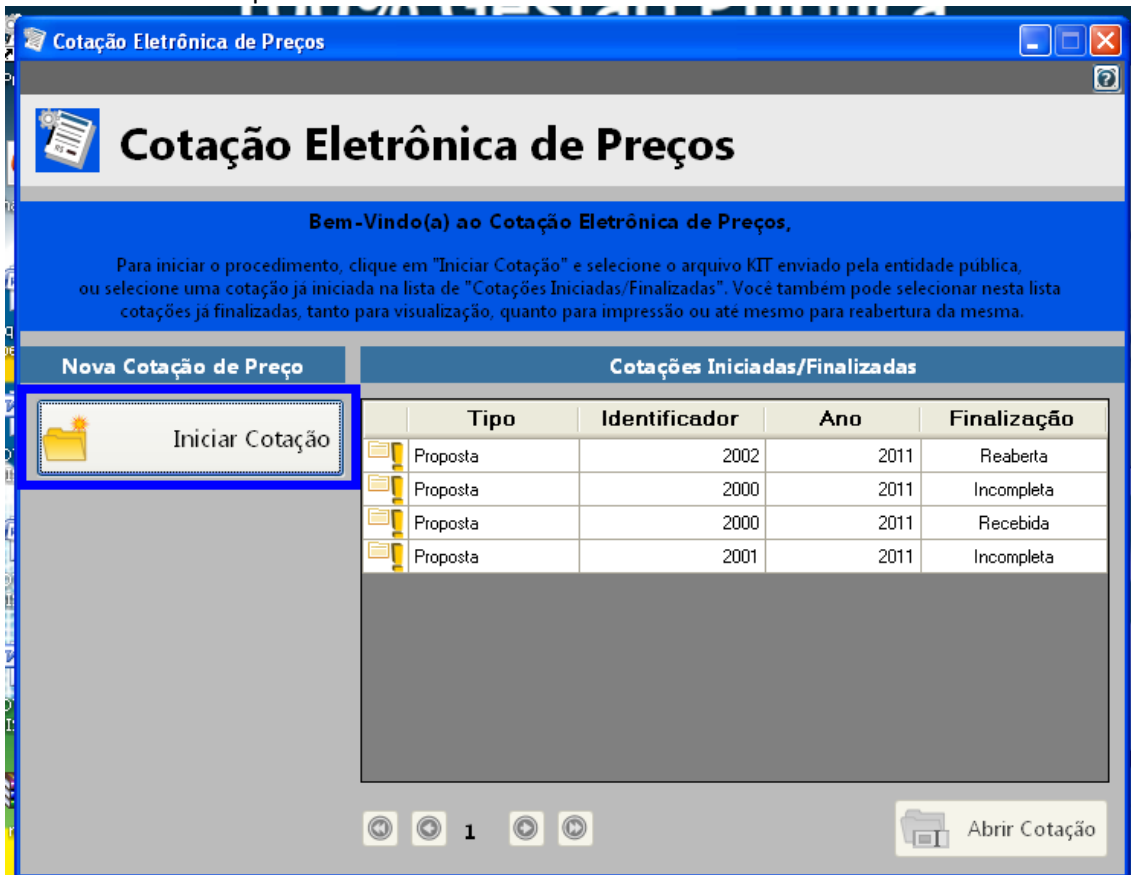 100% Gestão Pública
Cotação Eletrônica de Preços
Cotação Eletrônica de Preços
Bem-Vindo(a) ao Cotação Eletrônica de Preços,
Para iniciar o procedimento, clique em "Iniciar Cotação" e selecione o arquivo KIT enviado pela entidade publica,
ou selecione uma cotação já iniciada na lista de "Cotações Iniciadas/Finalizadas". Você também pode selecionar nesta lista
cotações já finalizadas, tanto para visualização, quanto para impressão ou até mesmo para reabertura da mesma.
Nova Cotação de Preço
Cotações Iniciadas/Finalizadas
Iniciar Cotação
Tipo Identificador Ano Finalização
Proposta 2002 2011 Reaberta
Proposta 2000 2011 Incompleta
Proposta 2000 2011 Recebida
Proposta 2001 2011 Incompleta
1
Abrir Cotação